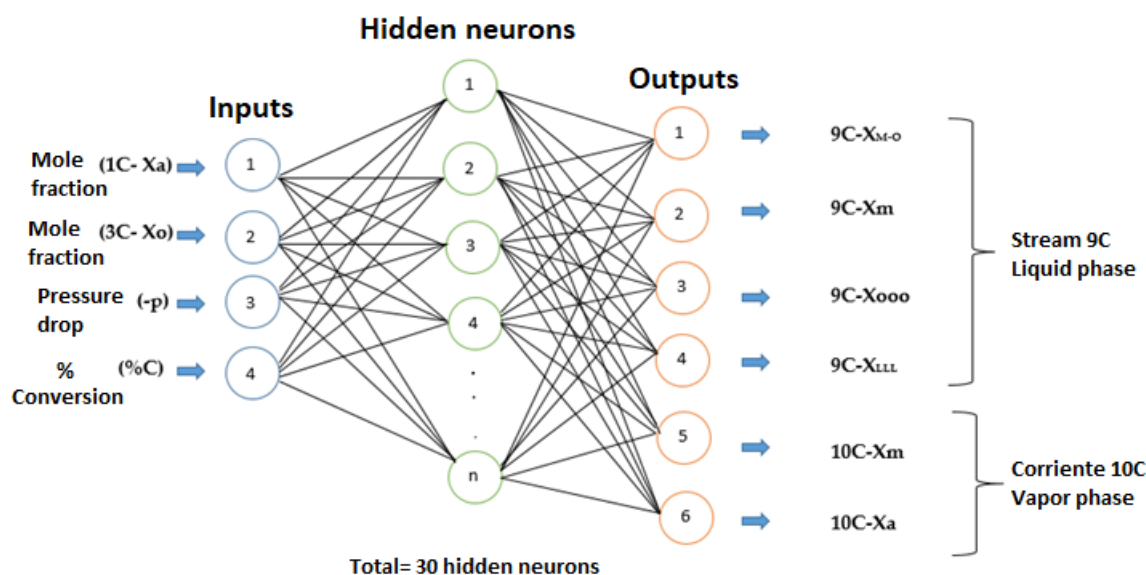 Hidden neurons
Inputs
Outputs
Mole fraction (1C- Xa)
Mole fraction (3C- Xo)
Pressure drop (-p)
% Conversion (%C)
1
2
3
4
1
2
3
4
n
1
2
3
4
5
6
9C-XM-O
9C-Xm
9C-Xooo
9C-XLLL
10C-Xm
10C-Xa
Stream 9C
Liquid phase
Corriente 10C
Vapor phase
Total= 30 hidden neurons